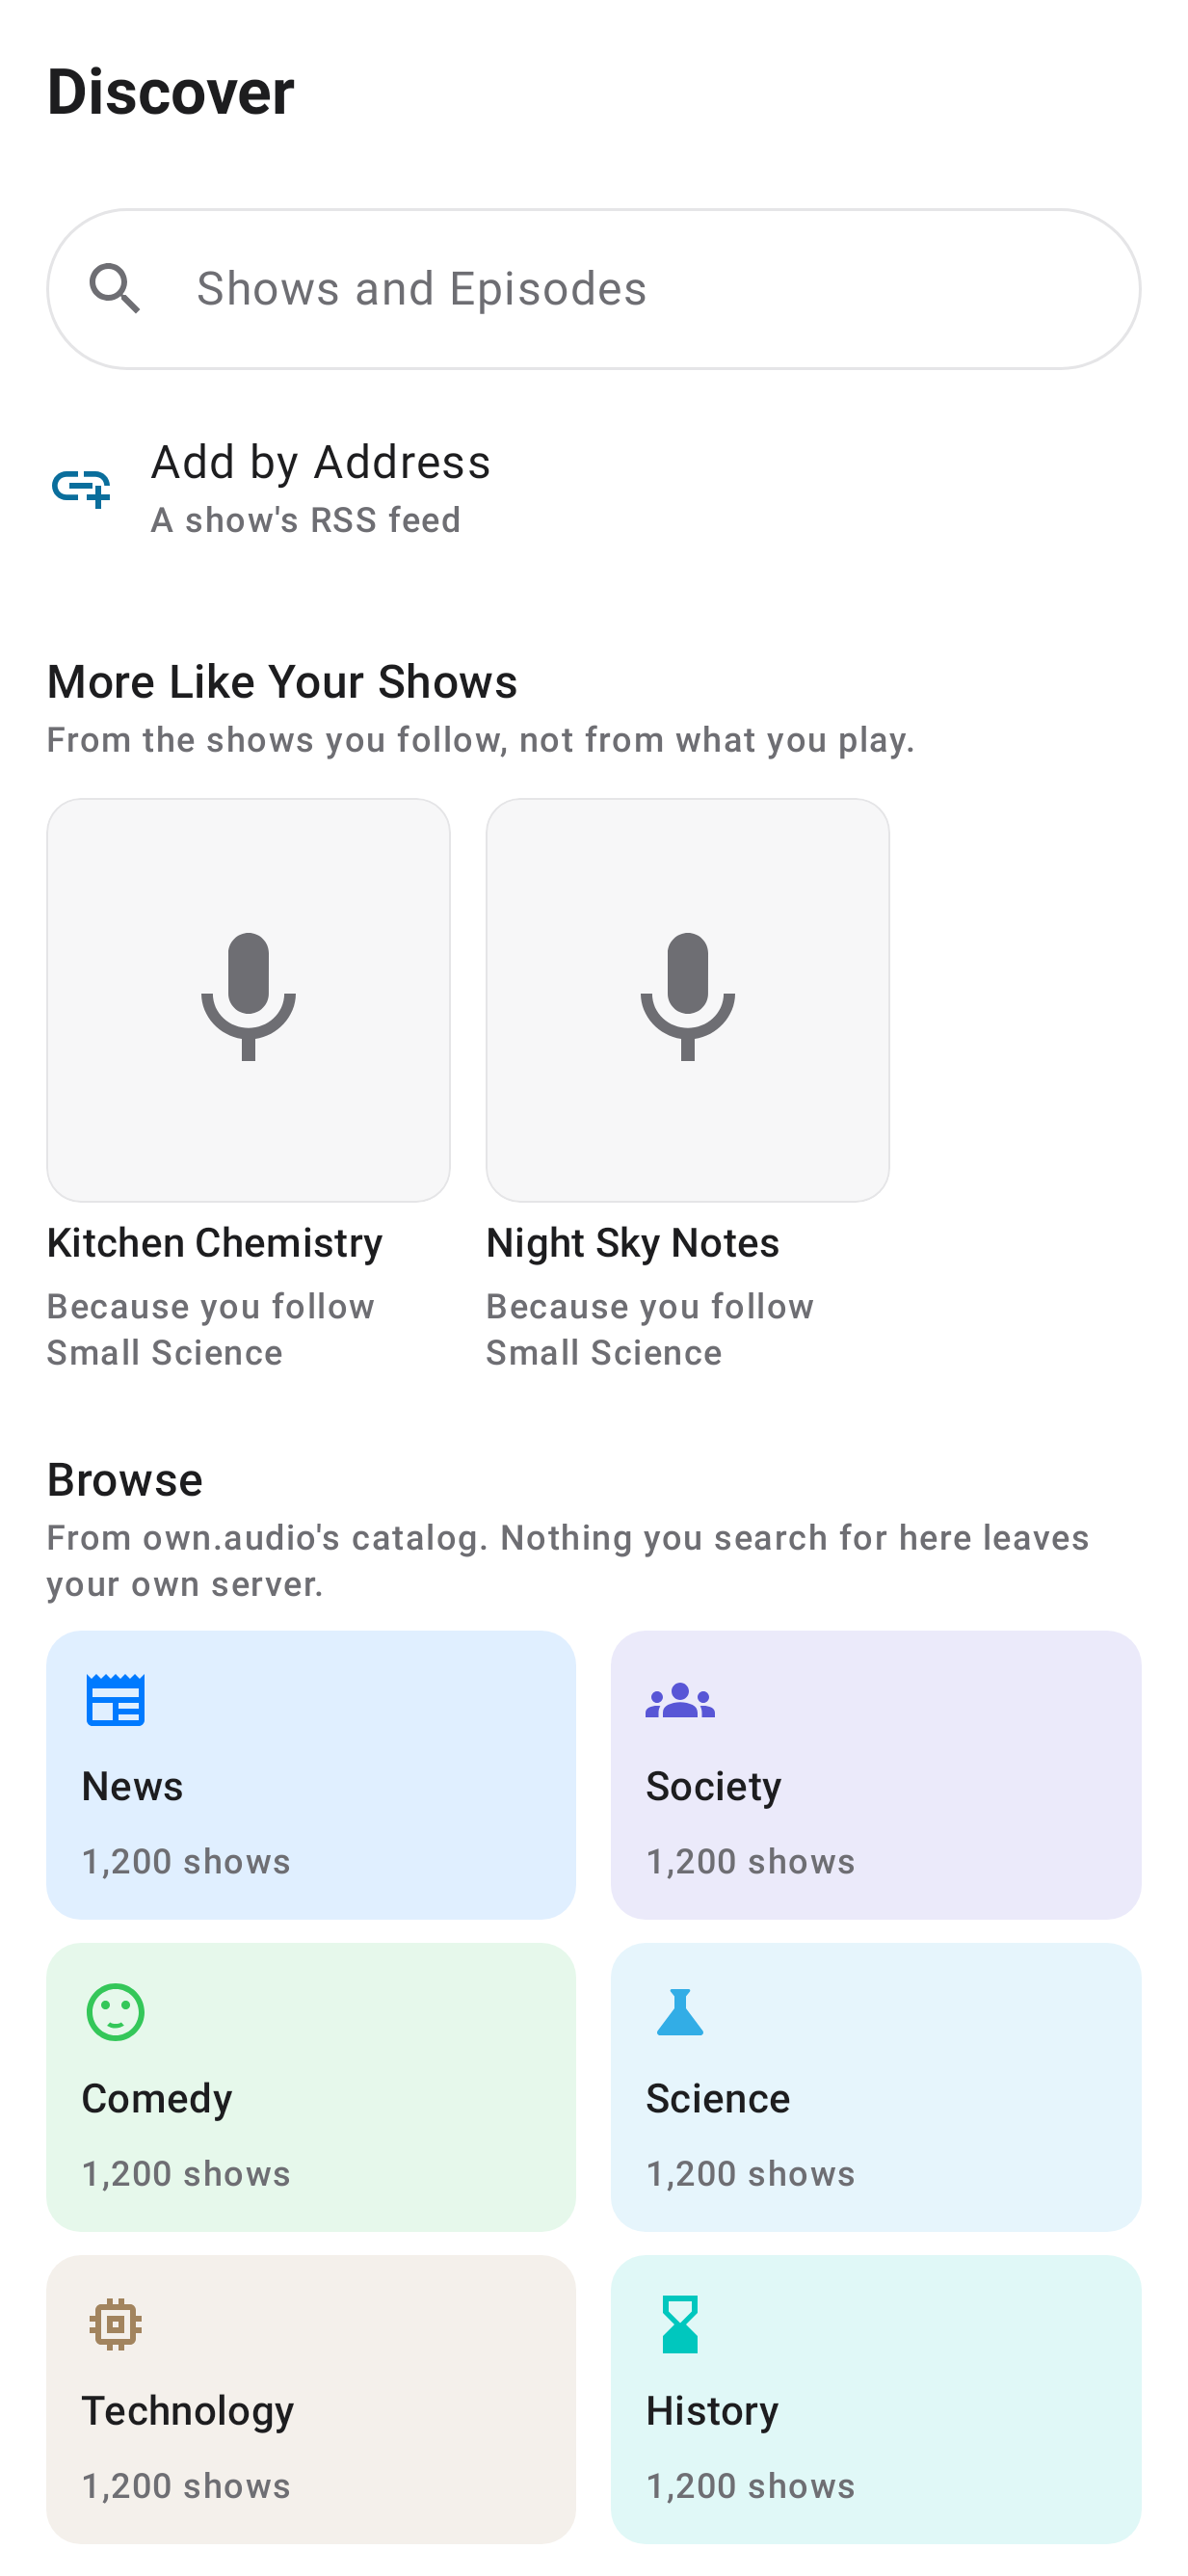 Discover
Shows and Episodes
Add by Address
A show's RSS feed
More Like Your Shows
From the shows you follow, not from what you play.
Kitchen Chemistry
Because you follow
Small Science
Night Sky Notes
Because you follow
Small Science
Browse
From own.audio's catalog. Nothing you search for here leaves
your own server.
News
1,200 shows
Society
1,200 shows
Comedy
1,200 shows
Science
1,200 shows
Technology
1,200 shows
History
1,200 shows